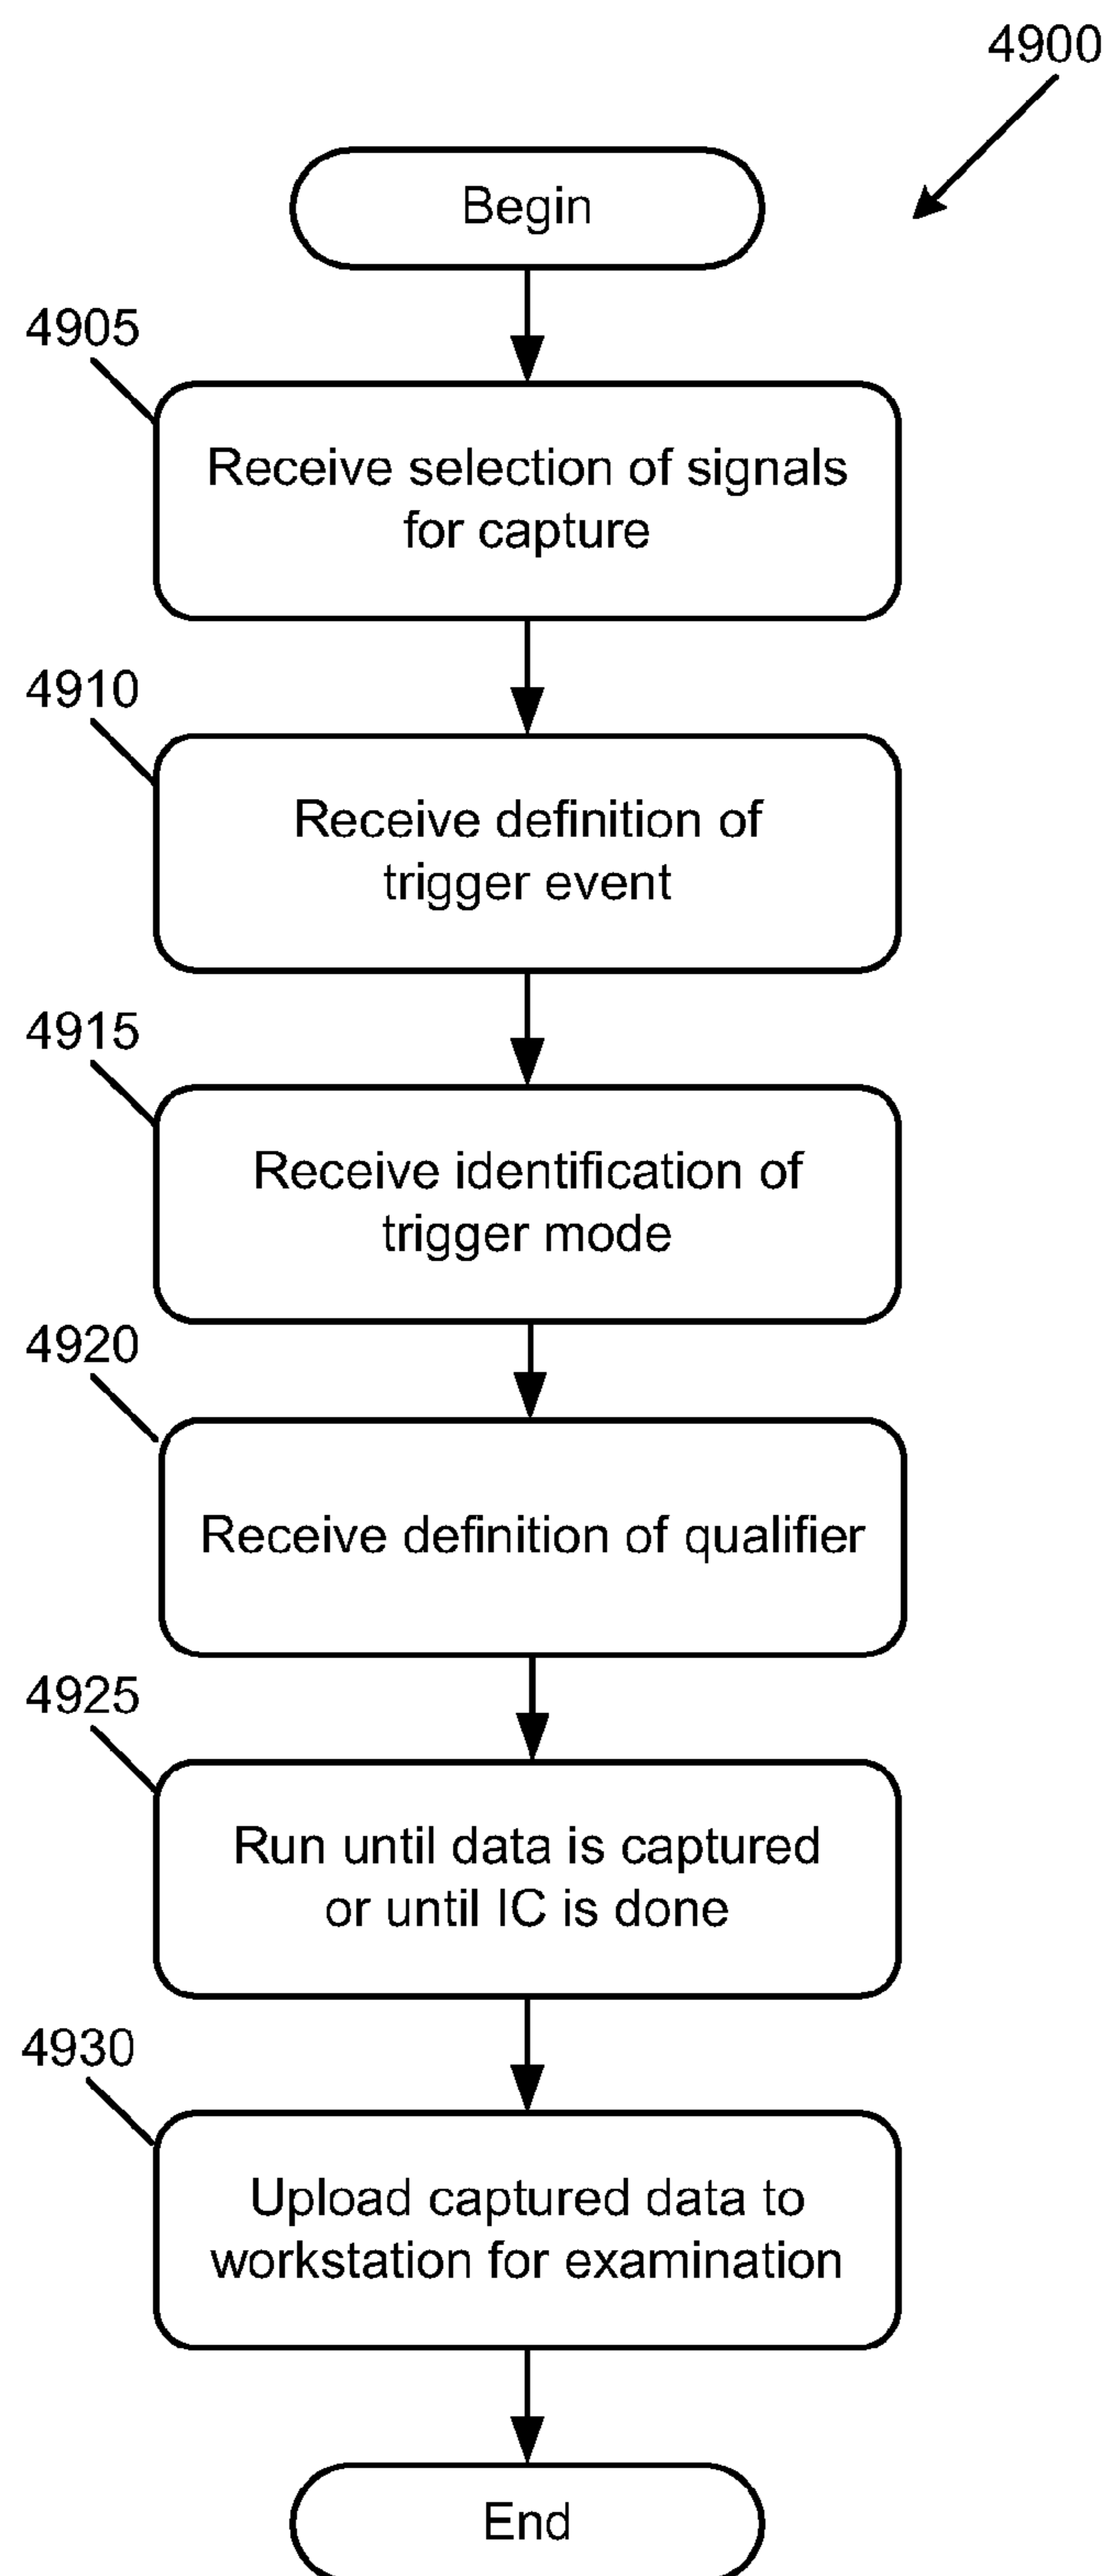 4900
Begin
4905
Receive selection of signals
for capture
4910
Receive definition of
trigger event
4915
Receive identification of
trigger mode
4920
Receive definition of qualifier
4925
Run until data is captured
or until IC is done
4930
Upload captured data to
workstation for examination
End